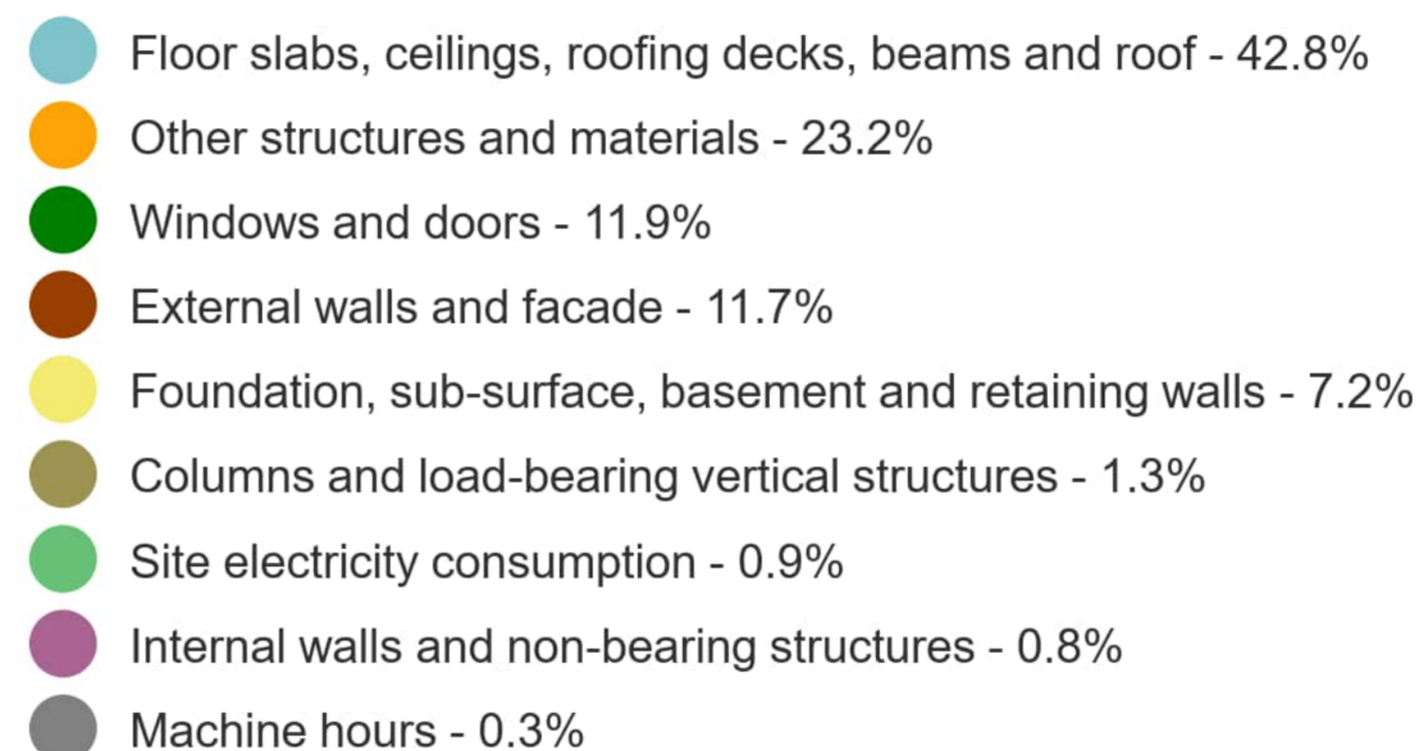 Floor slabs, ceilings, roofing decks, beams and roof - 42.8%
Other structures and materials - 23.2%
Windows and doors - 11.9%
External walls and facade - 11.7%
Foundation, sub-surface, basement and retaining walls - 7.2%
Columns and load-bearing vertical structures - 1.3%
Site electricity consumption - 0.9%
Internal walls and non-bearing structures - 0.8%
Machine hours - 0.3%